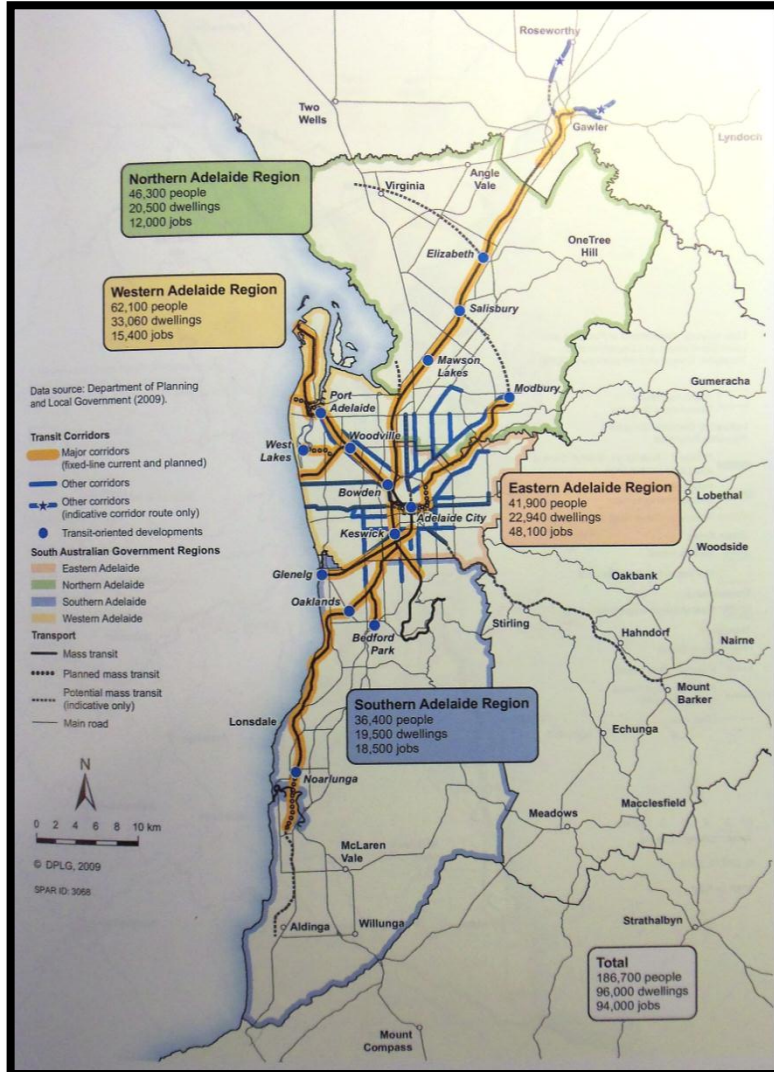 Roseworthy
Two
Wells
Gawler
Lyndoch
Northern Adelaide Region
46,300 people
20,500 dwellings
12,000 jobs
Angle
Vale
Virginia
OneTree
Hill
Elizabeth
Western Adelaide Region
62,100 people
33,060 dwellings
15,400 jobs
Salisbury
Mawson
Lakes
Modbury
Gumeracha
Data source: Department of Planning
and Local Government (2009).
Port
Adelaide
Transit Corridors
Major corridors
(fixed-line current and planned)
Other corridors
Other corridors
(indicative corridor route only)
Transit-oriented developments
South Australian Government Regions
Eastern Adelaide
Northern Adelaide
Southern Adelaide
Western Adelaide
Transport
Mass transit
Planned mass transit
Potential mass transit
(indicative only)
Main road
West
Lakes
Woodville
Bowden
Eastern Adelaide Region
41,900 people
22,940 dwellings
48,100 jobs
Lobethal
Adelaide City
Keswick
Woodside
Glenelg
Oakbank
Oaklands
Stirling
Bedford
Park
Hahndorf
Nairne
Mount
Barker
Southern Adelaide Region
36,400 people
19,500 dwellings
18,500 jobs
Lonsdale
Echunga
N
Noarlunga
0 2 4 6 8 10 km
Meadows
Macclesfield
© DPLG, 2009
SPAR ID: 3068
McLaren
Vale
Aldinga
Willunga
Strathalbyn
Total
186,700 people
96,000 dwellings
94,000 jobs
Mount
Compass